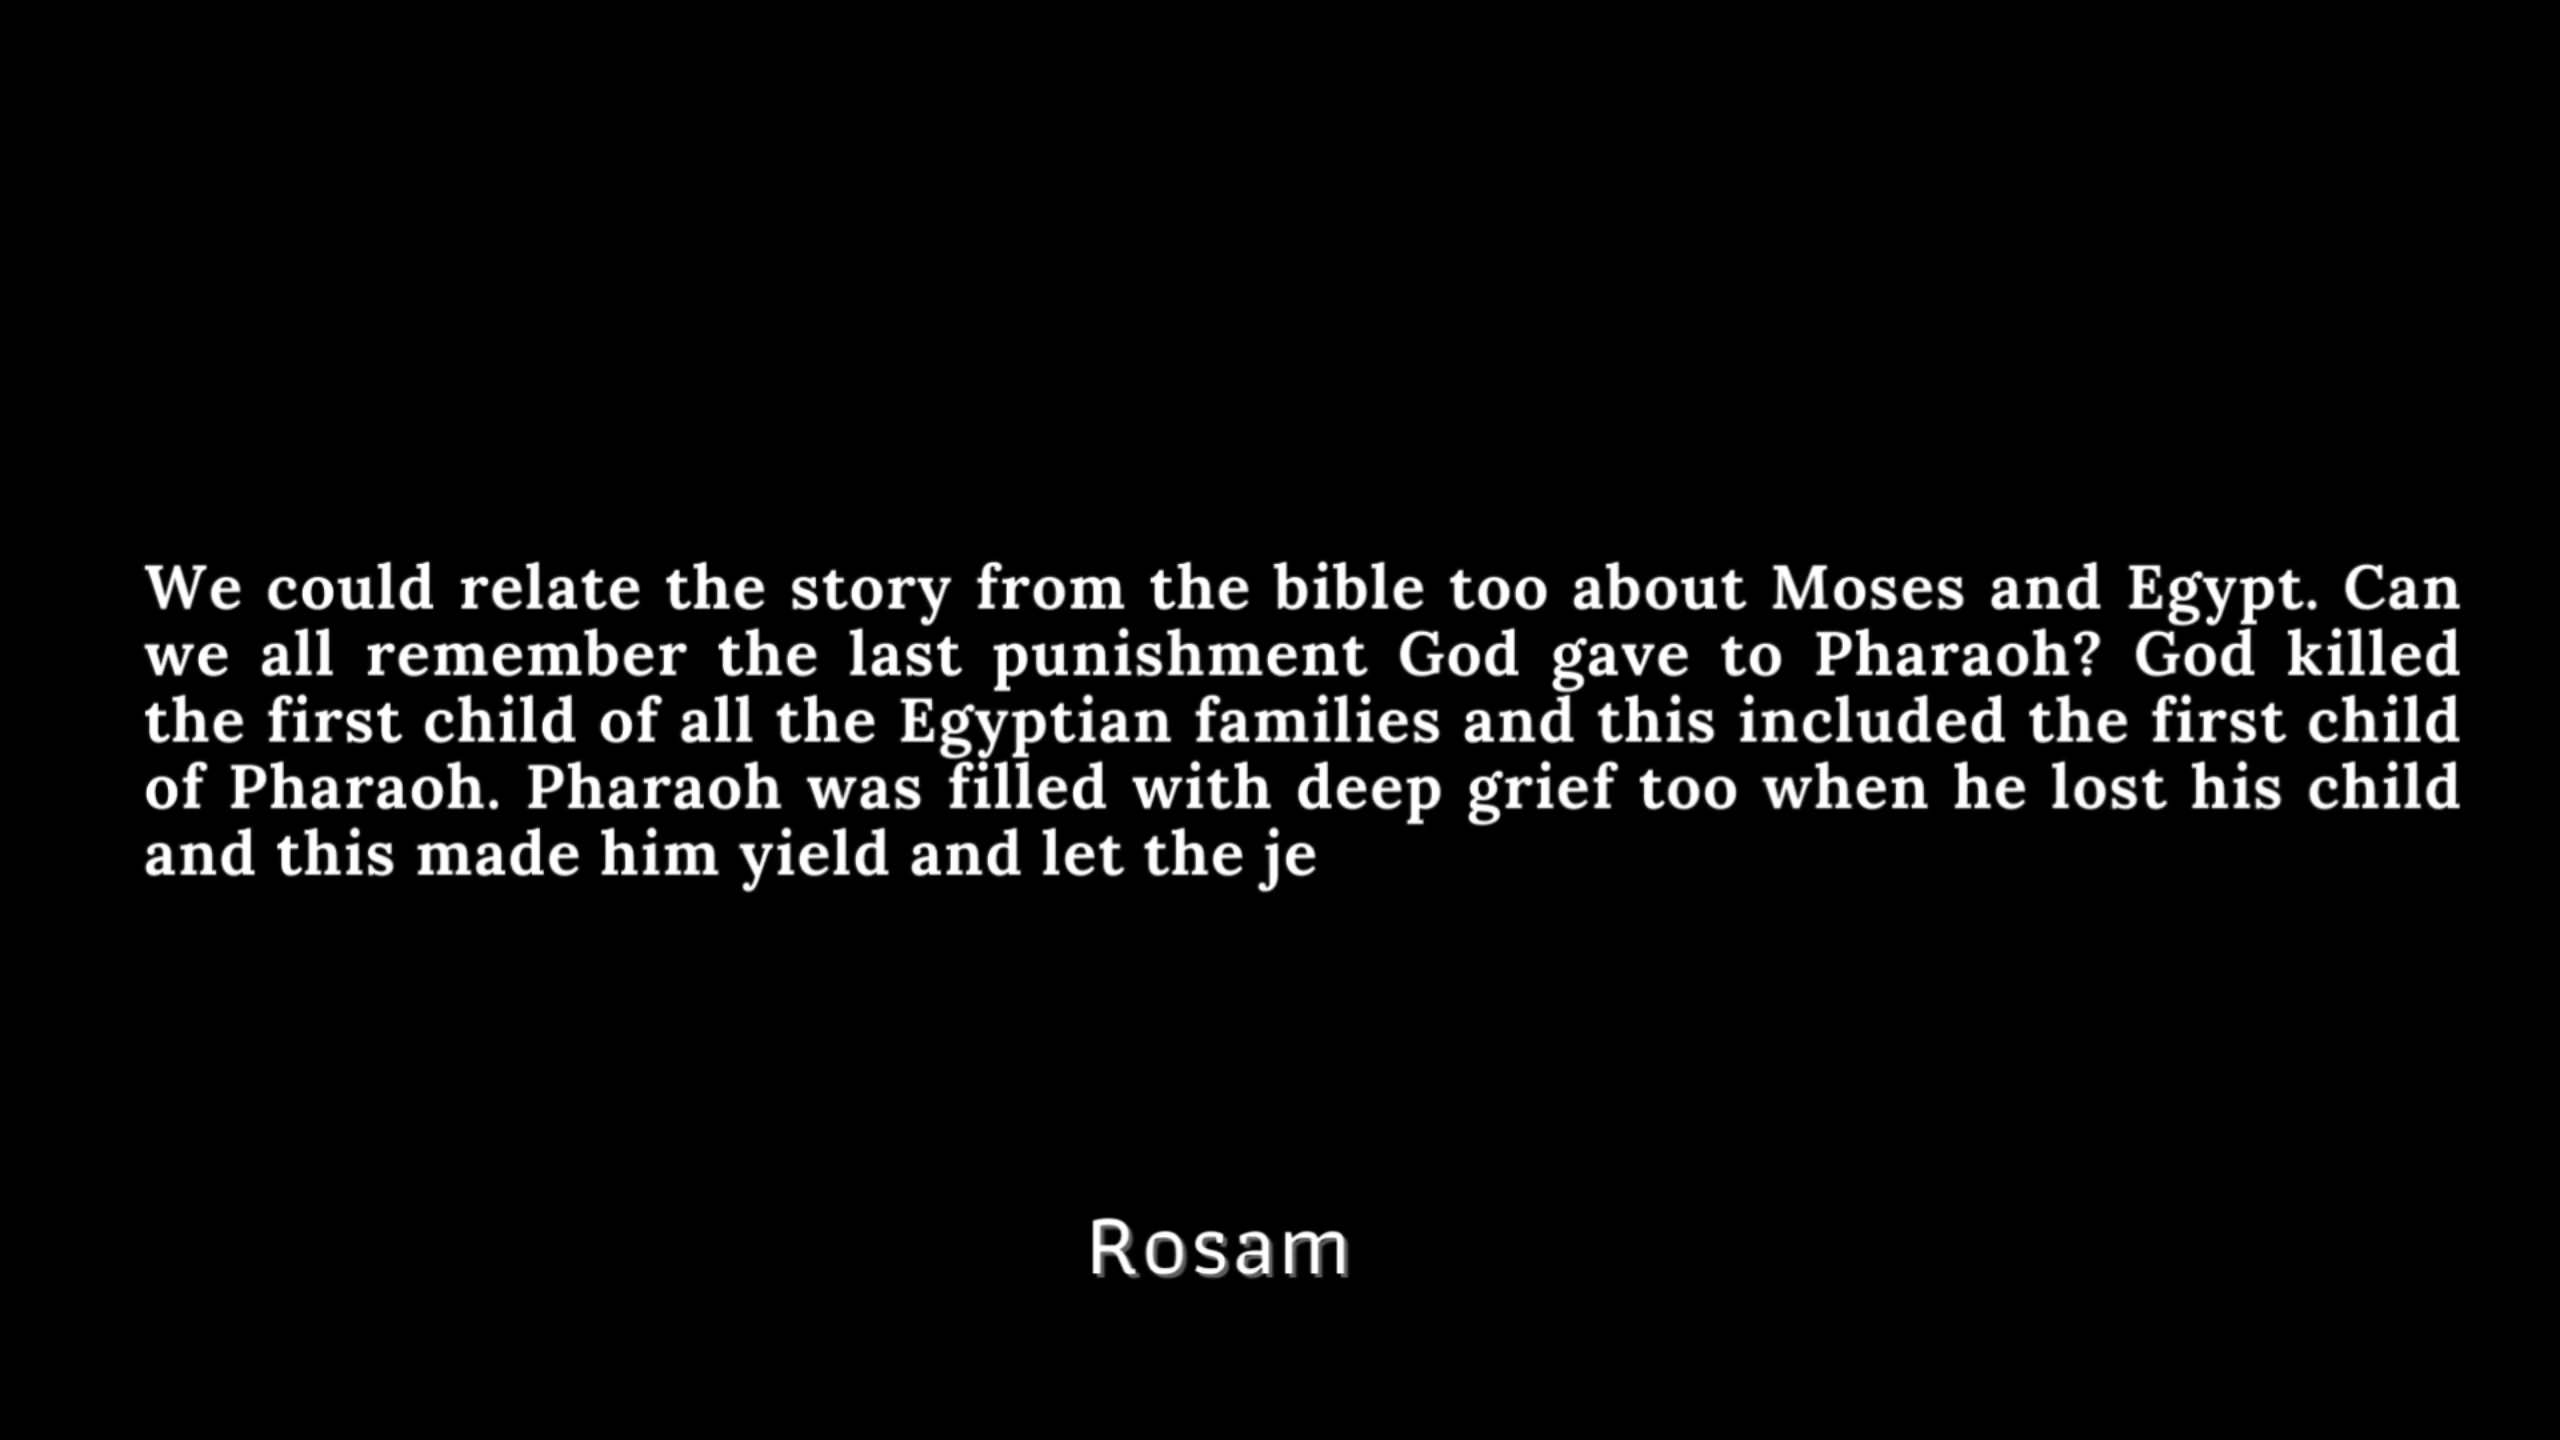 We could relate the story from the bible too about Moses and Egypt. Can
we all remember the last punishment God gave to Pharaoh? God killed
the first child of all the Egyptian families and this included the first child
of Pharaoh. Pharaoh was filled with deep grief too when he lost his child
and this made him yield and let the je
Rosam